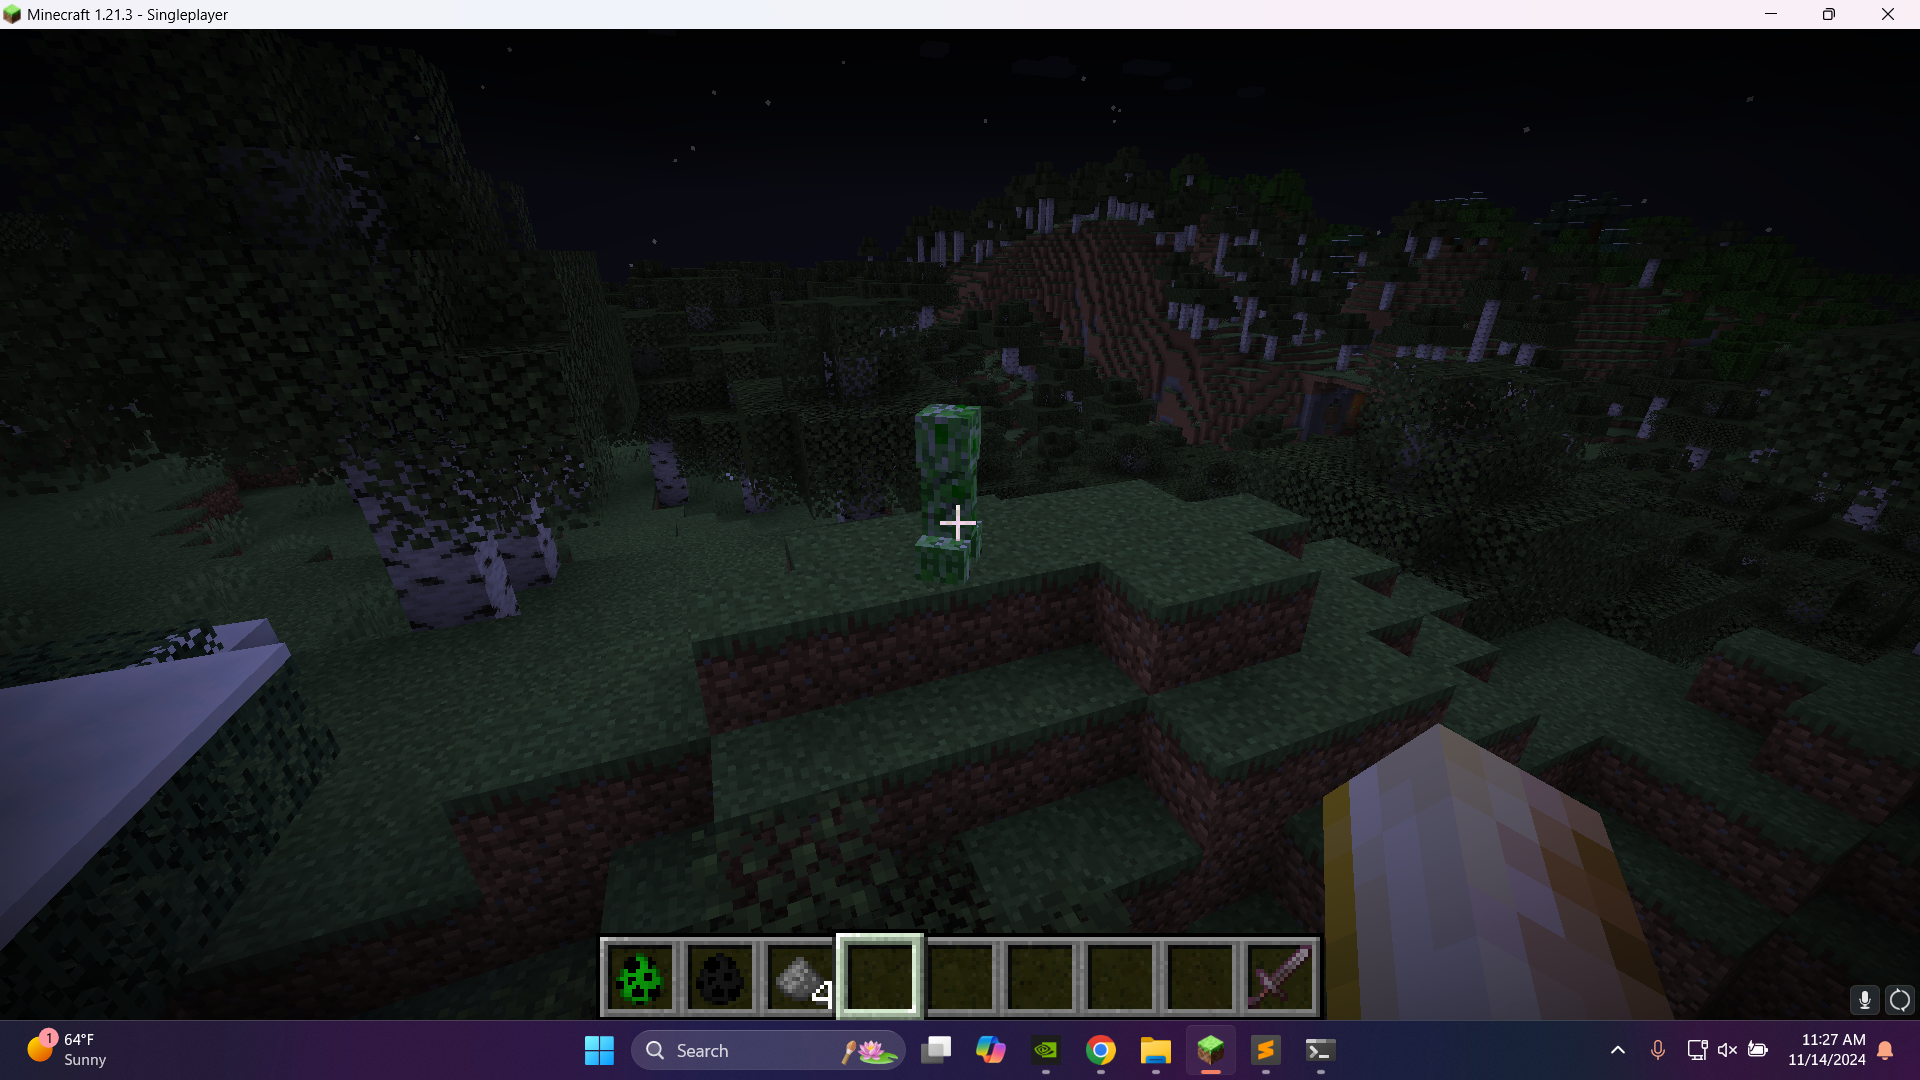 Minecraft 1.21.3 - Singleplayer
4
1
64°F
Sunny
Search
11:27 AM
11/14/2024